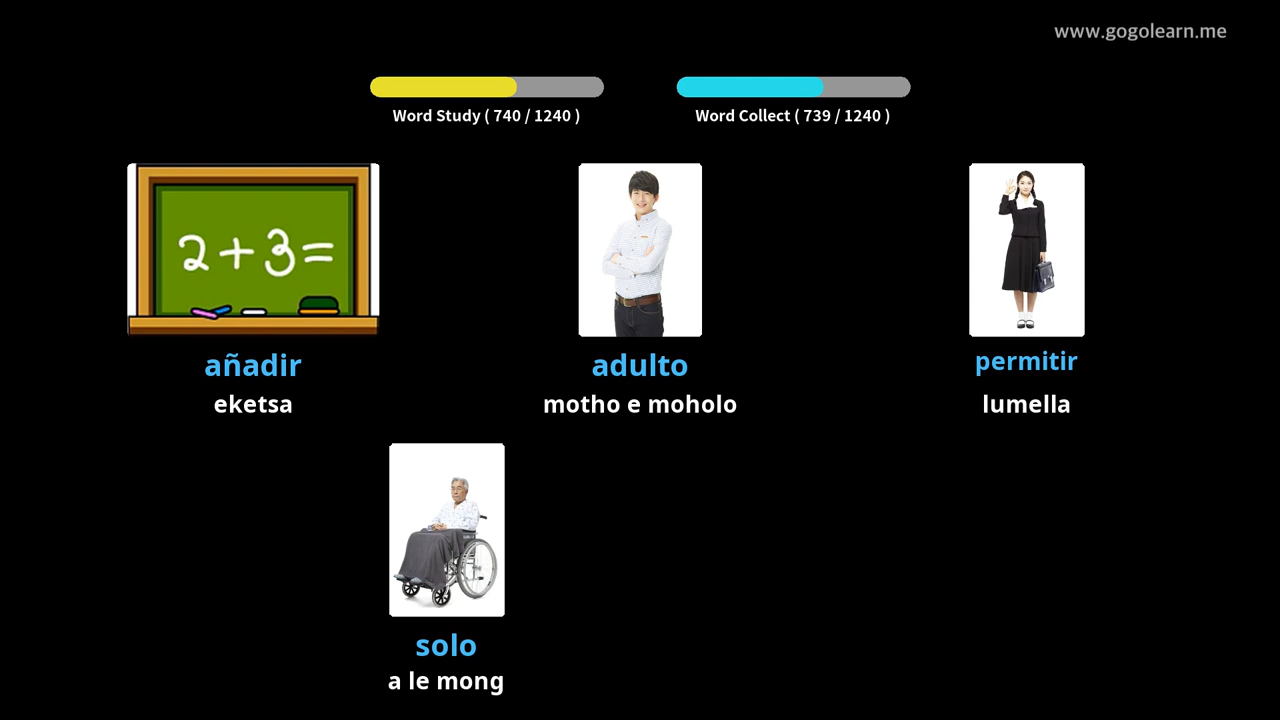 www.gogolearn.me
Word Study ( 740 / 1240 )
Word Collect ( 739 / 1240 )
2+3=
añadir
adulto
permitir
eketsa
motho e moholo
lumella
solo
a le mong